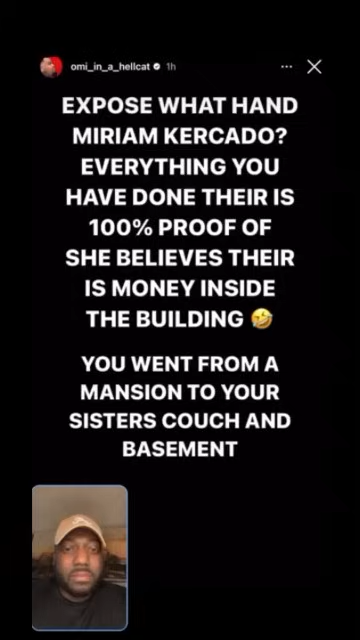 omi_in_a_hellcat 1h
EXPOSE WHAT HAND
MIRIAM KERCADO?
EVERYTHING YOU
HAVE DONE THEIR IS
100% PROOF OF
SHE BELIEVES THEIR
IS MONEY INSIDE
THE BUILDING 🤣
YOU WENT FROM A
MANSION TO YOUR
SISTERS COUCH AND
BASEMENT